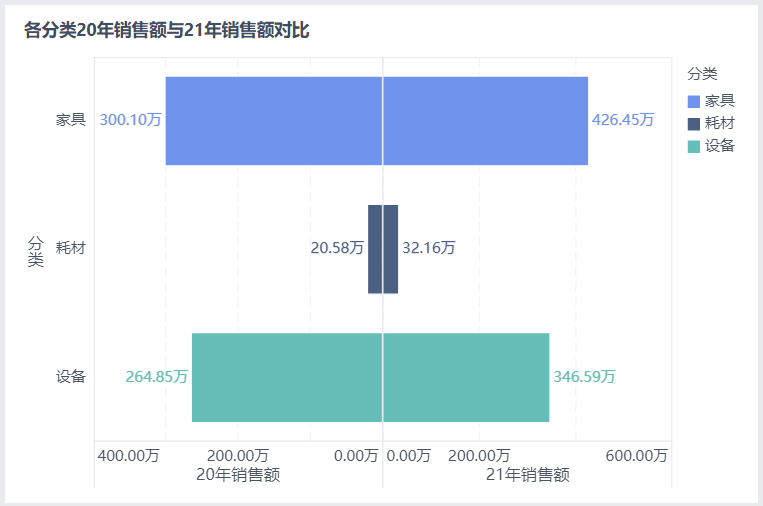 各分类20年销售额与21年销售额对比
分类
家具
耗材
设备
家具 300.10万 426.45万
分类
耗材 20.58万 32.16万
设备 264.85万 346.59万
400.00万 200.00万 0.00万 0.00万 200.00万 600.00万
20年销售额 21年销售额